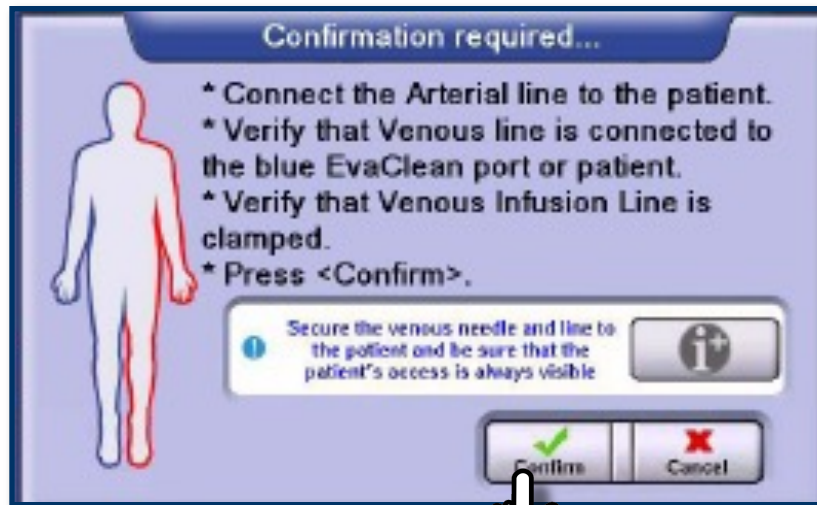 Confirmation required...
* Connect the Arterial line to the patient.
* Verify that Venous line is connected to
the blue EvaClean port or patient.
* Verify that Venous Infusion Line is
clamped.
* Press <Confirm>.
Secure the venous needle and line to
the patient and be sure that the
patient's access is always visible
Confirm
Cancel